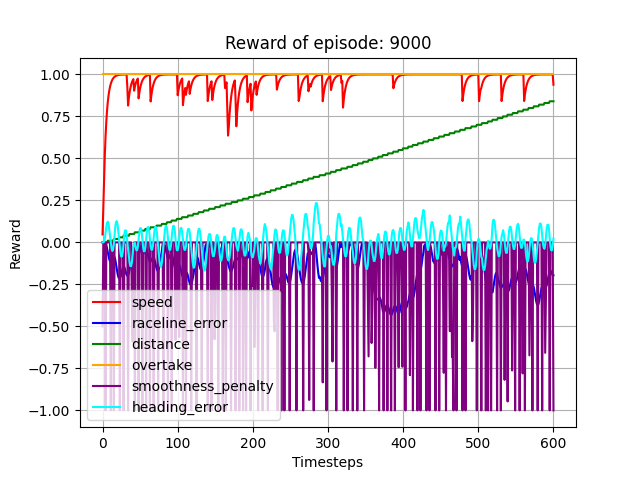 Reward of episode: 9000
Reward
1.00
0.75
0.50
0.25
0.00
−0.25
−0.50
−0.75
−1.00
speed
raceline_error
distance
overtake
smoothness_penalty
heading_error
0 100 200 300 400 500 600
Timesteps